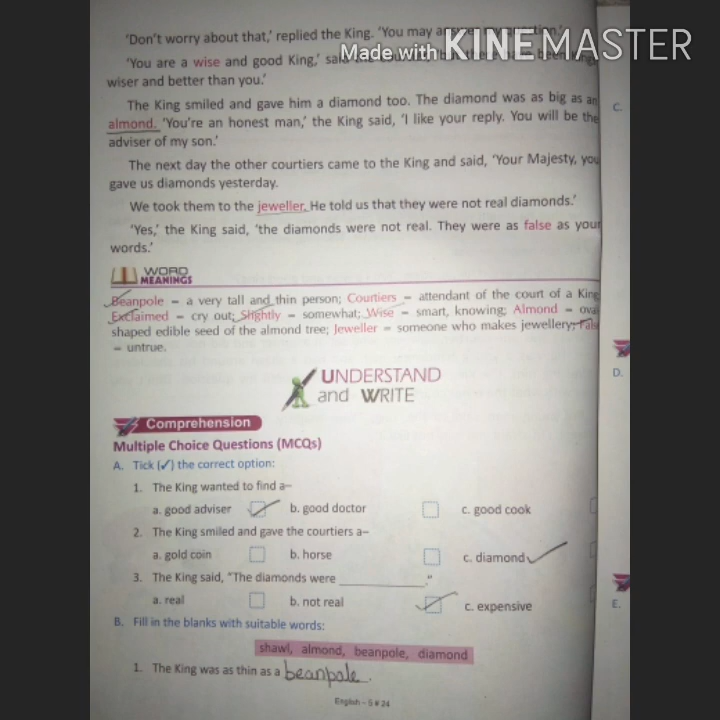 'Don't worry about that,' replied the King. 'You may
Made with KINEMASTER
'You are a wise and good King,'
wiser and better than you.'
The King smiled and gave him a diamond too. The diamond was as big as an
almond. 'You're an honest man,' the King said, 'I like your reply. You will be the
adviser of my son.'
The next day the other courtiers came to the King and said, 'Your Majesty, you
gave us diamonds yesterday.
We took them to the jeweller. He told us that they were not real diamonds.'
'Yes,' the King said, 'the diamonds were not real. They were as false as your
words.'
WORD
MEANINGS
Beanpole – a very tall and thin person; Courtiers – attendant of the court of a King
Exclaimed – cry out; Slightly – somewhat; Wise – smart, knowing; Almond –
shaped edible seed of the almond tree; Jeweller – someone who makes jewellery;
– untrue.
UNDERSTAND
and WRITE
Comprehension
Multiple Choice Questions (MCQs)
A. Tick (✓) the correct option:
1. The King wanted to find a–
a. good adviser b. good doctor c. good cook
2. The King smiled and gave the courtiers a–
a. gold coin b. horse c. diamond
3. The King said, "The diamonds were ____________."
a. real b. not real c. expensive
B. Fill in the blanks with suitable words:
shawl, almond, beanpole, diamond
1. The King was as thin as a beanpole.
English – 5 # 24
C.
D.
E.